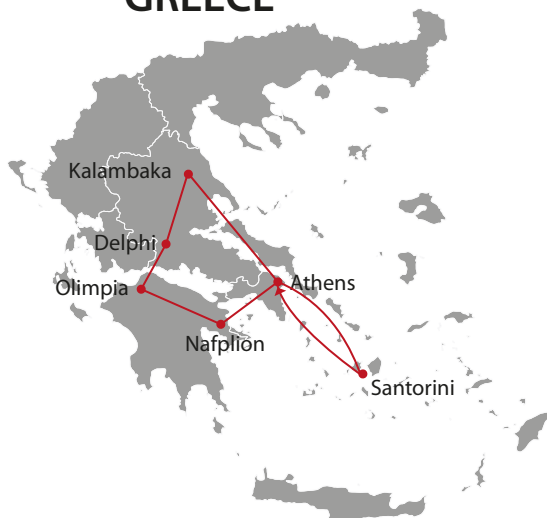 GREECE
Kalambaka
Delphi
Olimpia
Athens
Nafplion
Santorini